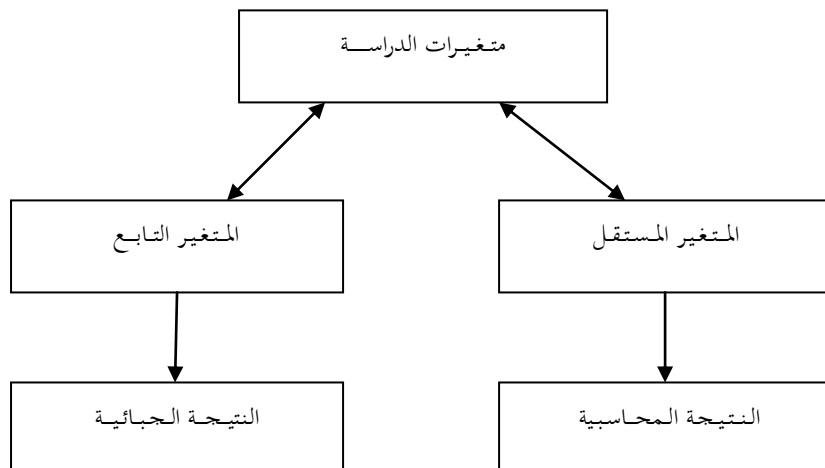 متغيرات الدراسة
المتغير المستقل
المتغير التابع
النتيجة المحاسبية
النتيجة الجبائية